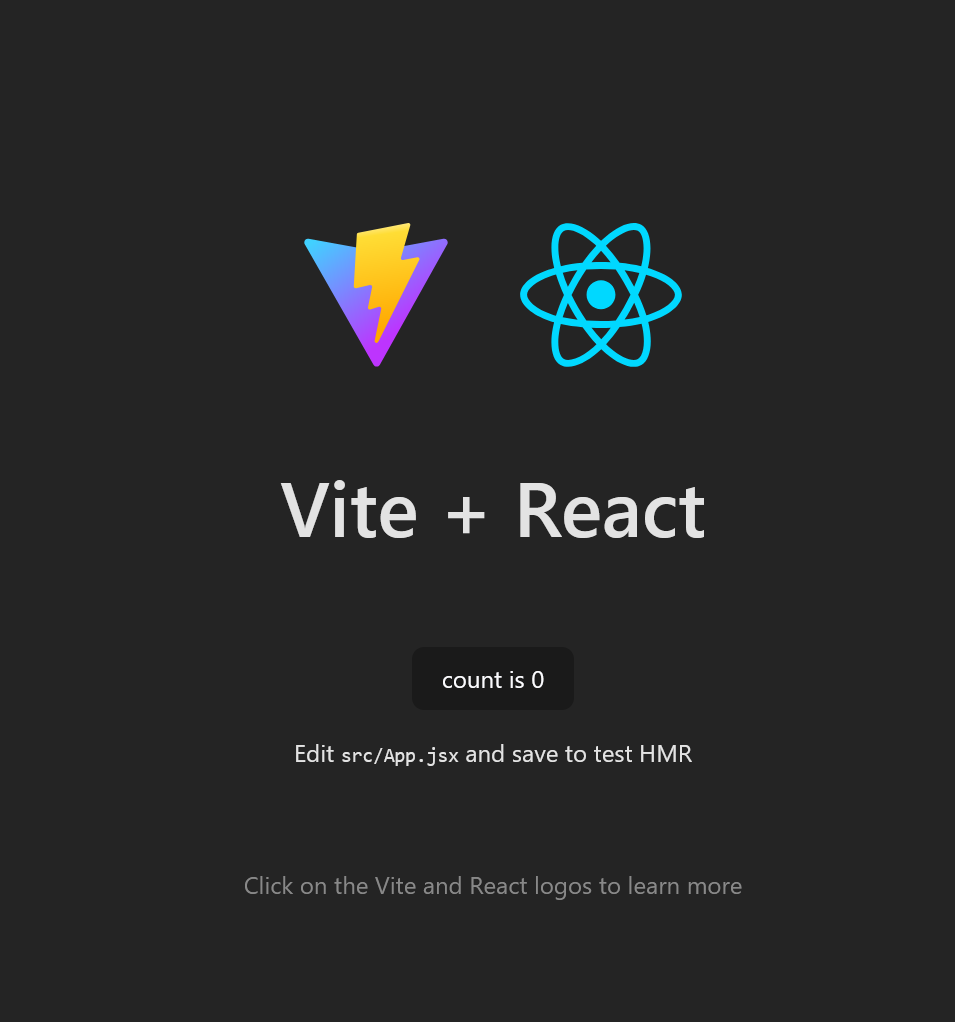 Vite + React
count is 0
Edit src/App.jsx and save to test HMR
Click on the Vite and React logos to learn more